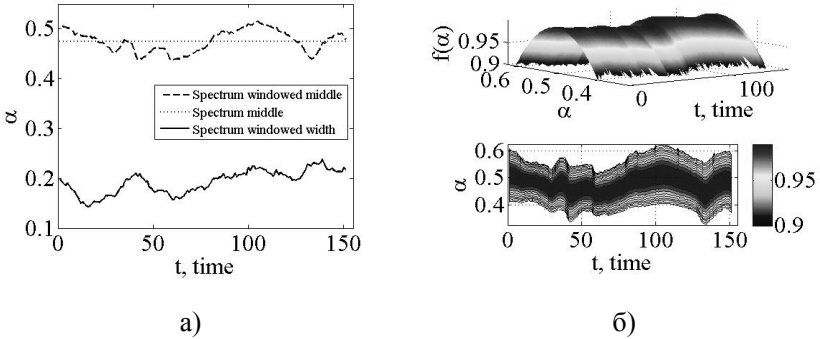 0.5
0.4
0.3
0.2
0.1
α
0
50
100
150
t, time
Spectrum windowed middle
Spectrum middle
Spectrum windowed width
а)
f(α)
0.95
0.9
0.6
0.5
0.4
α
0
100
t, time
α
0.6
0.5
0.4
0
50
100
150
t, time
0.95
0.9
б)